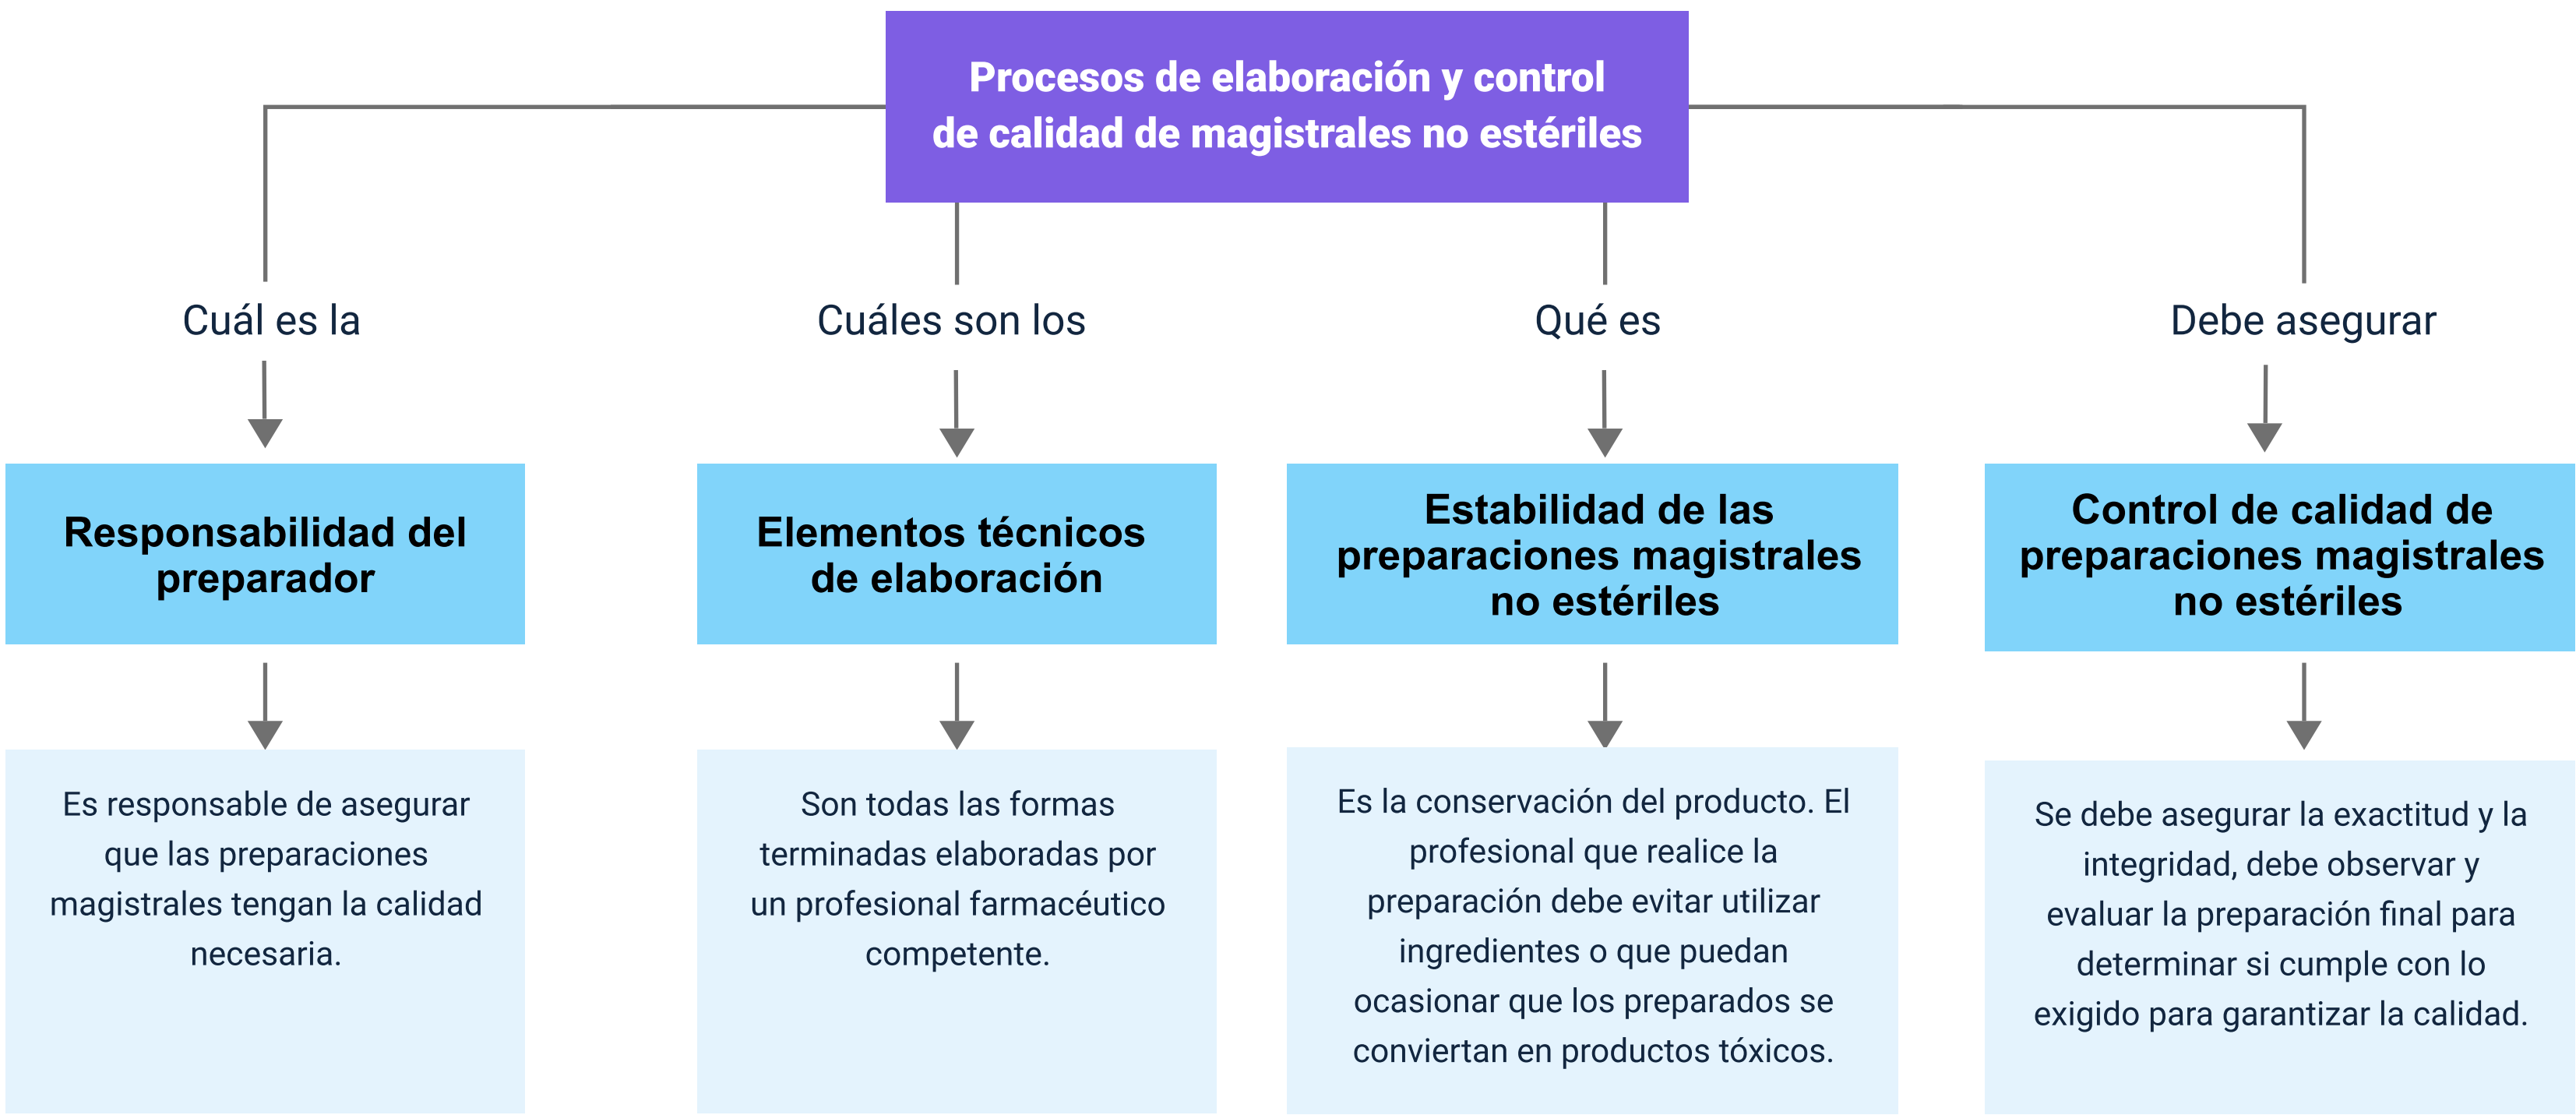 Procesos de elaboración y control
de calidad de magistrales no estériles
Cuál es la
Cuáles son los
Qué es
Debe asegurar
Responsabilidad del
preparador
Elementos técnicos
de elaboración
Estabilidad de las
preparaciones magistrales
no estériles
Control de calidad de
preparaciones magistrales
no estériles
Es responsable de asegurar
que las preparaciones
magistrales tengan la calidad
necesaria.
Son todas las formas
terminadas elaboradas por
un profesional farmacéutico
competente.
Es la conservación del producto. El
profesional que realice la
preparación debe evitar utilizar
ingredientes o que puedan
ocasionar que los preparados se
conviertan en productos tóxicos.
Se debe asegurar la exactitud y la
integridad, debe observar y
evaluar la preparación final para
determinar si cumple con lo
exigido para garantizar la calidad.